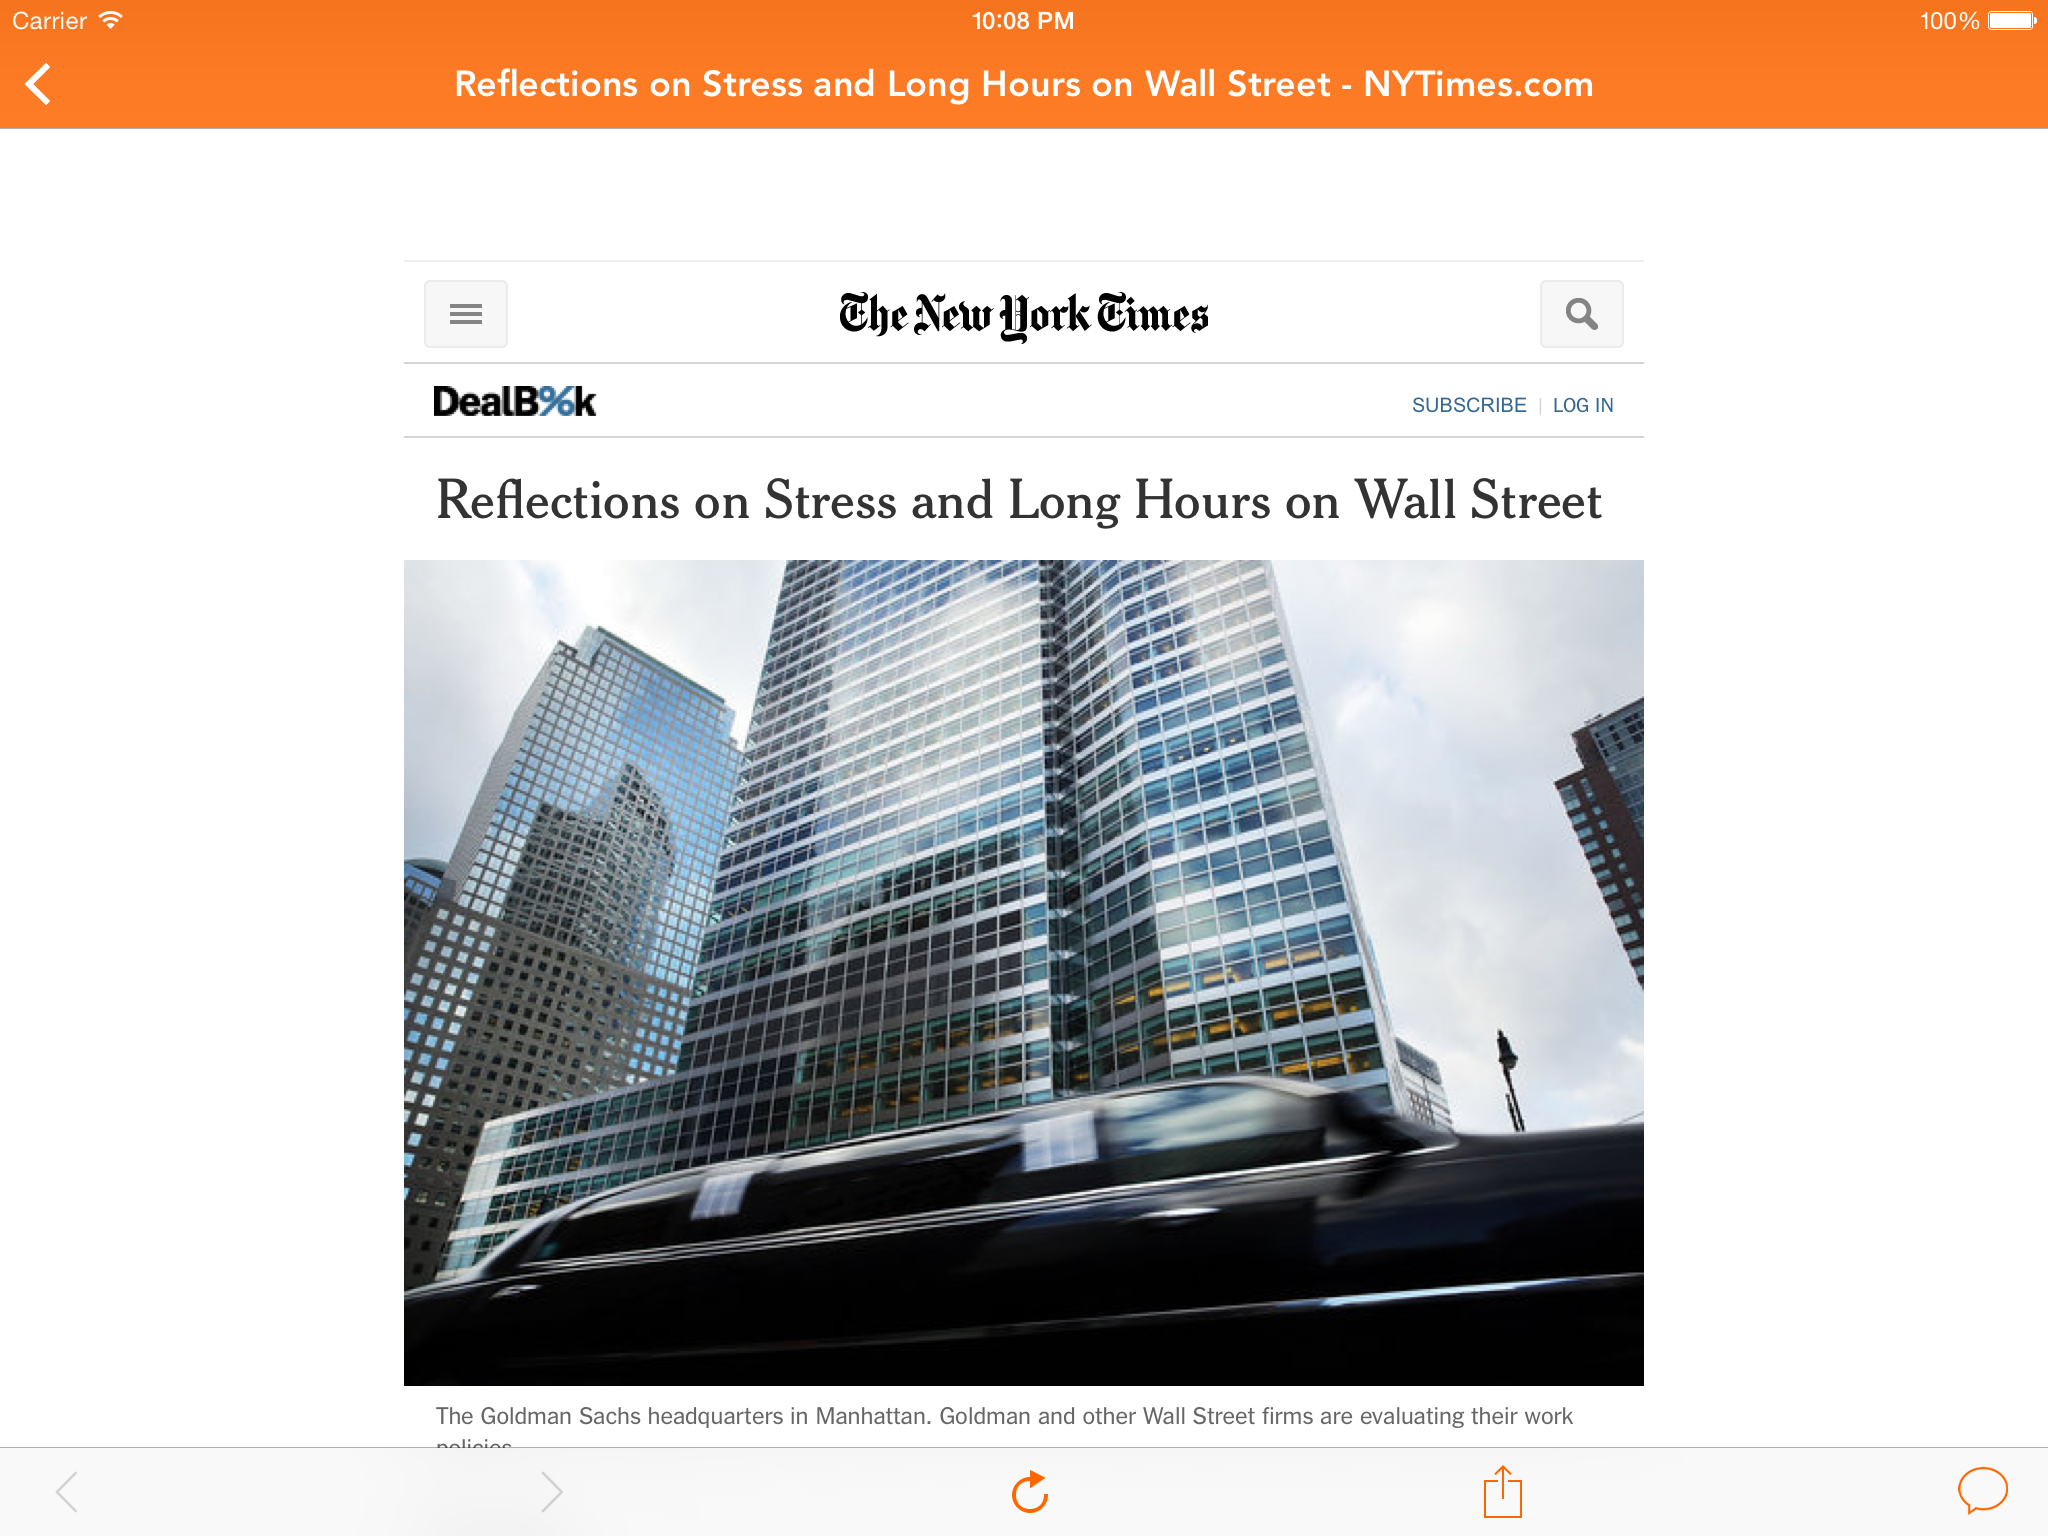 Carrier 10:08 PM 100%
Reflections on Stress and Long Hours on Wall Street - NYTimes.com
The New York Times
DealB%k
SUBSCRIBE | LOG IN
Reflections on Stress and Long Hours on Wall Street
The Goldman Sachs headquarters in Manhattan. Goldman and other Wall Street firms are evaluating their work
policies.